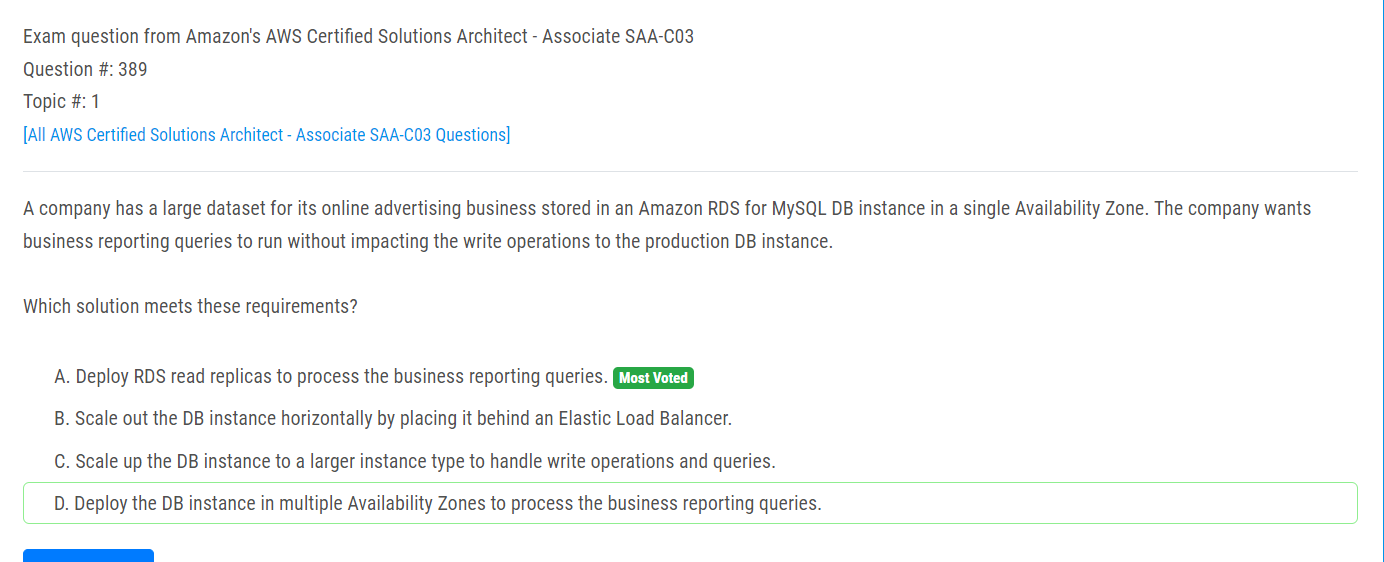 Exam question from Amazon's AWS Certified Solutions Architect - Associate SAA-C03
Question #: 389
Topic #: 1
[All AWS Certified Solutions Architect - Associate SAA-C03 Questions]
A company has a large dataset for its online advertising business stored in an Amazon RDS for MySQL DB instance in a single Availability Zone. The company wants
business reporting queries to run without impacting the write operations to the production DB instance.
Which solution meets these requirements?
A. Deploy RDS read replicas to process the business reporting queries. Most Voted
B. Scale out the DB instance horizontally by placing it behind an Elastic Load Balancer.
C. Scale up the DB instance to a larger instance type to handle write operations and queries.
D. Deploy the DB instance in multiple Availability Zones to process the business reporting queries.